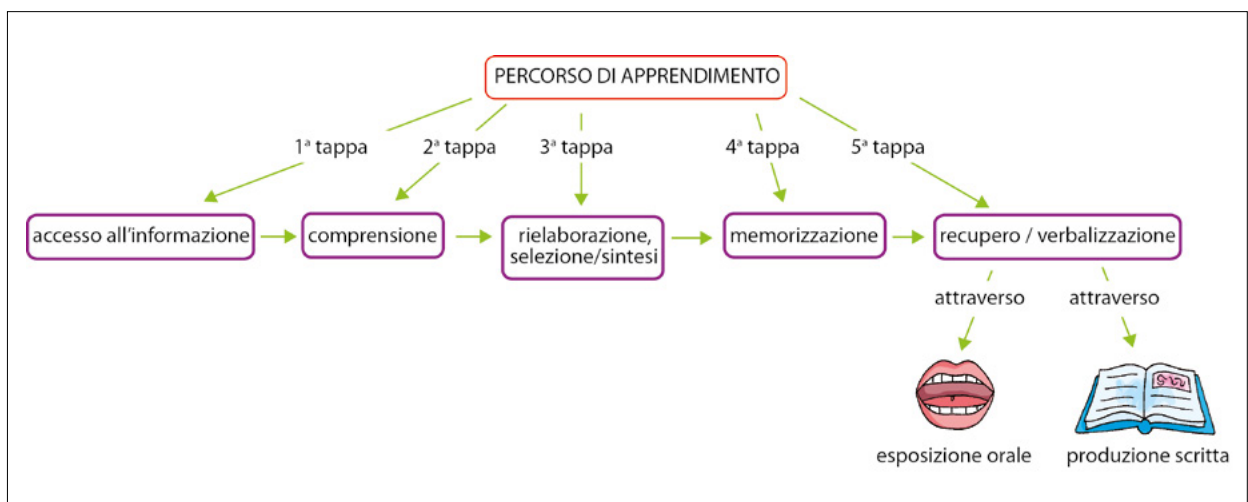 PERCORSO DI APPRENDIMENTO
1ª tappa
2ª tappa
3ª tappa
4ª tappa
5ª tappa
accesso all'informazione
comprensione
rielaborazione,
selezione/sintesi
memorizzazione
recupero / verbalizzazione
attraverso
attraverso
esposizione orale
produzione scritta